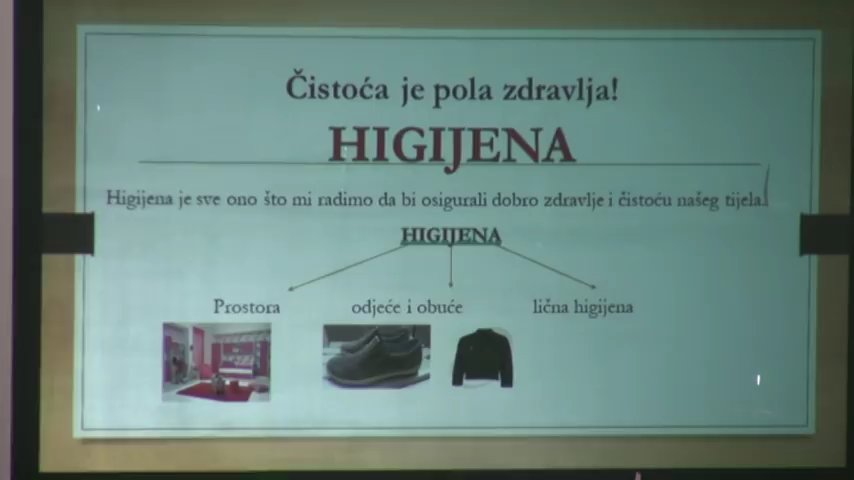 Čistoća je pola zdravlja!
HIGIJENA
Higijena je sve ono što mi radimo da bi osigurali dobro zdravlje i čistoću našeg tijela.
HIGIJENA
Prostora odjeće i obuće lična higijena